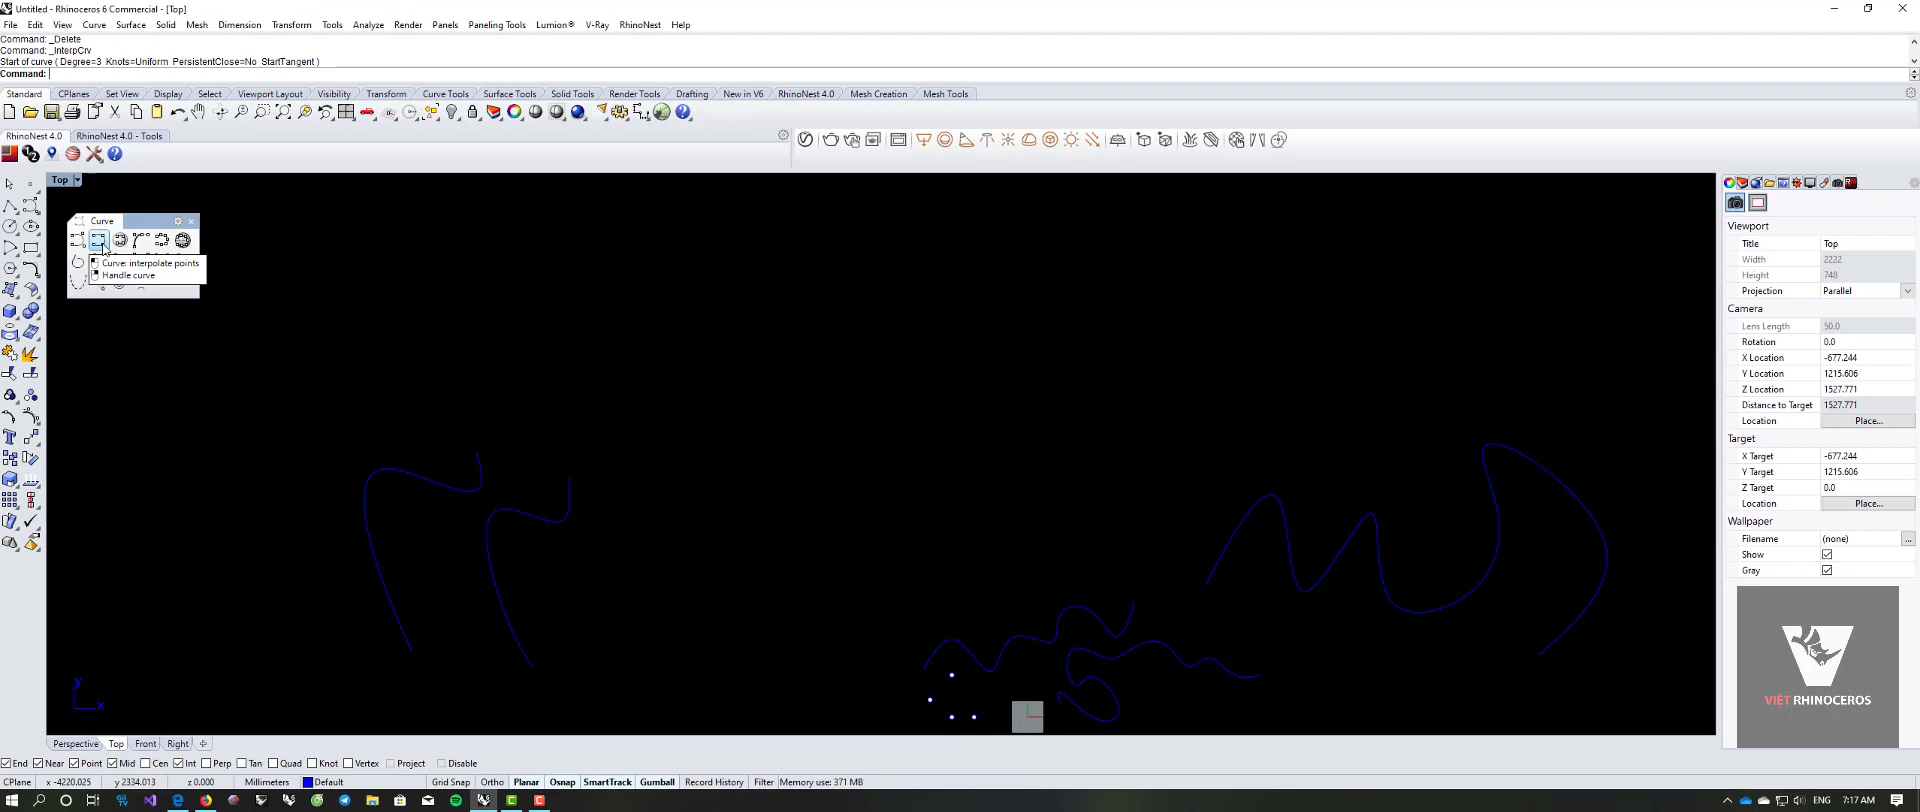 Untitled - Rhinoceros 6 Commercial - [Top]
File Edit View Curve Surface Solid Mesh Dimension Transform Tools Analyze Render Panels Paneling Tools Lumion® V-Ray RhinoNest Help
Command: _Delete
Command: _InterpCrv
Start of curve ( Degree=3 Knots=Uniform PersistentClose=No StartTangent )
Command:
Standard CPlanes Set View Display Select Viewport Layout Visibility Transform Curve Tools Surface Tools Solid Tools Render Tools Drafting New in V6 RhinoNest 4.0 Mesh Creation Mesh Tools
RhinoNest 4.0 RhinoNest 4.0 - Tools
Top
Curve
Curve: interpolate points
Handle curve
Viewport
Title Top
Width 2222
Height 748
Projection Parallel
Camera
Lens Length 50.0
Rotation 0.0
X Location -677.244
Y Location 1215.606
Z Location 1527.771
Distance to Target 1527.771
Location Place...
Target
X Target -677.244
Y Target 1215.606
Z Target 0.0
Location Place...
Wallpaper
Filename (none) ...
Show
Gray
VIỆT RHINOCEROS
y
x
Perspective Top Front Right
End Near Point Mid Cen Int Perp Tan Quad Knot Vertex Project Disable
CPlane x -4220.025 y 2334.013 z 0.000 Millimeters Default Grid Snap Ortho Planar Osnap SmartTrack Gumball Record History Filter Memory use: 371 MB
ENG 7:17 AM